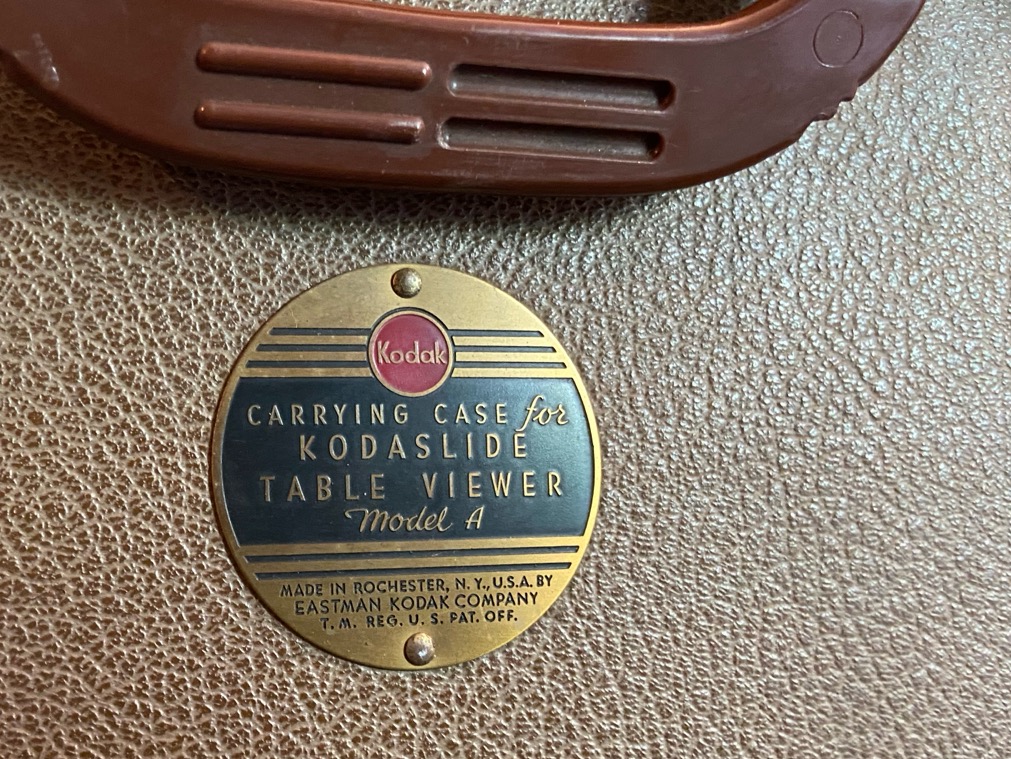 Kodak
CARRYING CASE for
KODASLIDE
TABLE VIEWER
Model A
MADE IN ROCHESTER, N. Y., U.S.A. BY
EASTMAN KODAK COMPANY
T. M. REG. U. S. PAT. OFF.